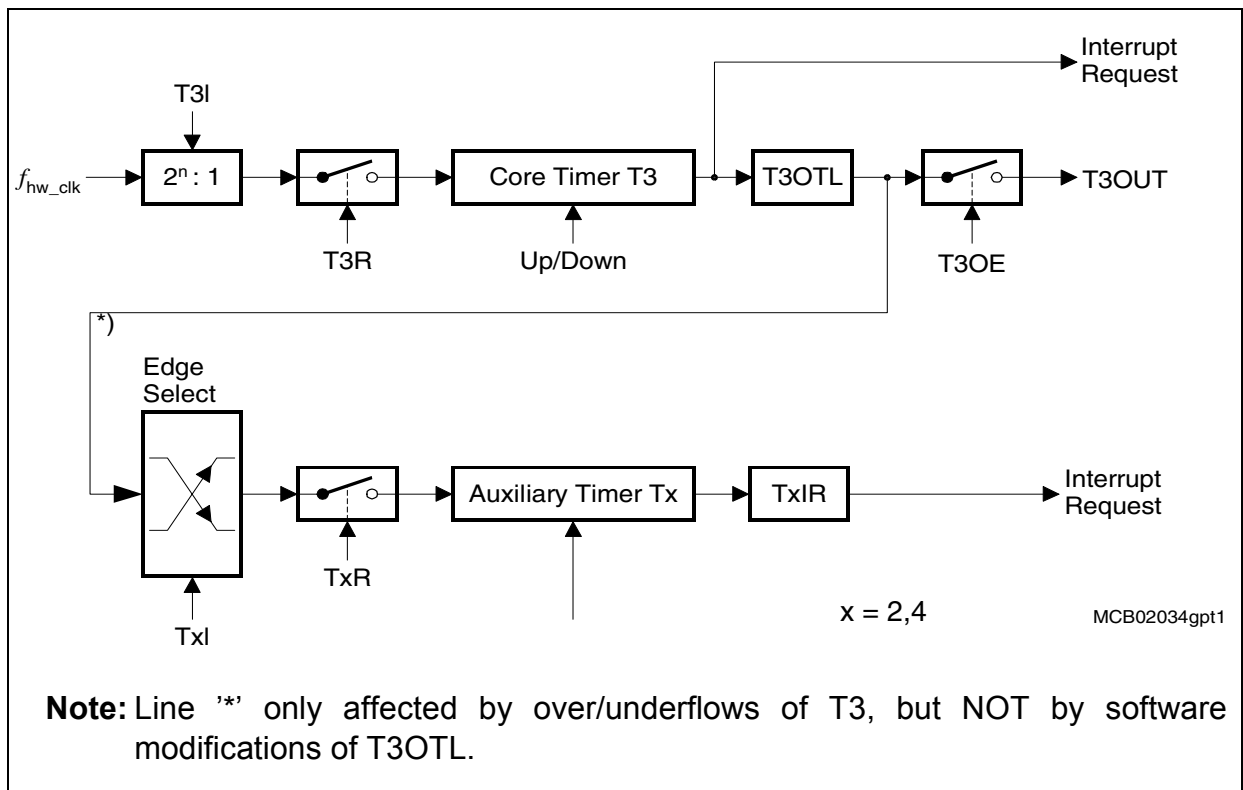 Interrupt
Request
T3I
f hw_clk
2ⁿ : 1
Core Timer T3
T3OTL
T3OUT
T3R
Up/Down
T3OE
*)
Edge
Select
Auxiliary Timer Tx
TxIR
Interrupt
Request
TxR
TxI
x = 2,4
MCB02034gpt1
Note: Line '*' only affected by over/underflows of T3, but NOT by software
modifications of T3OTL.